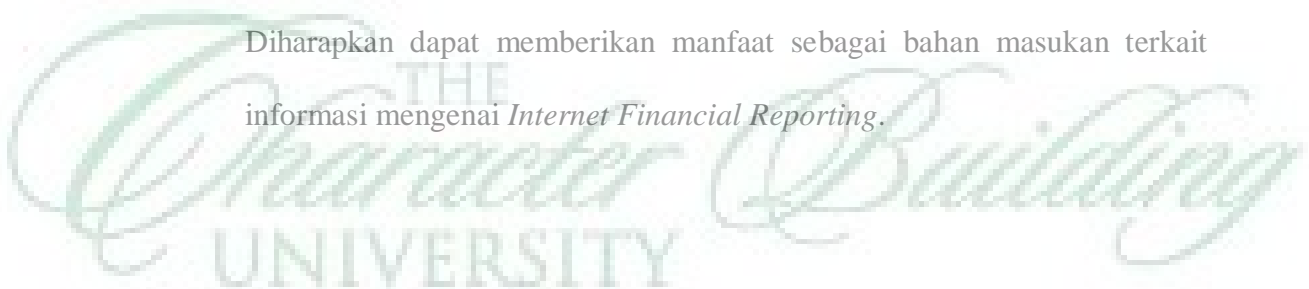 Diharapkan dapat memberikan manfaat sebagai bahan masukan terkait
THE
informasi mengenai Internet Financial Reporting.
Character Building
UNIVERSITY